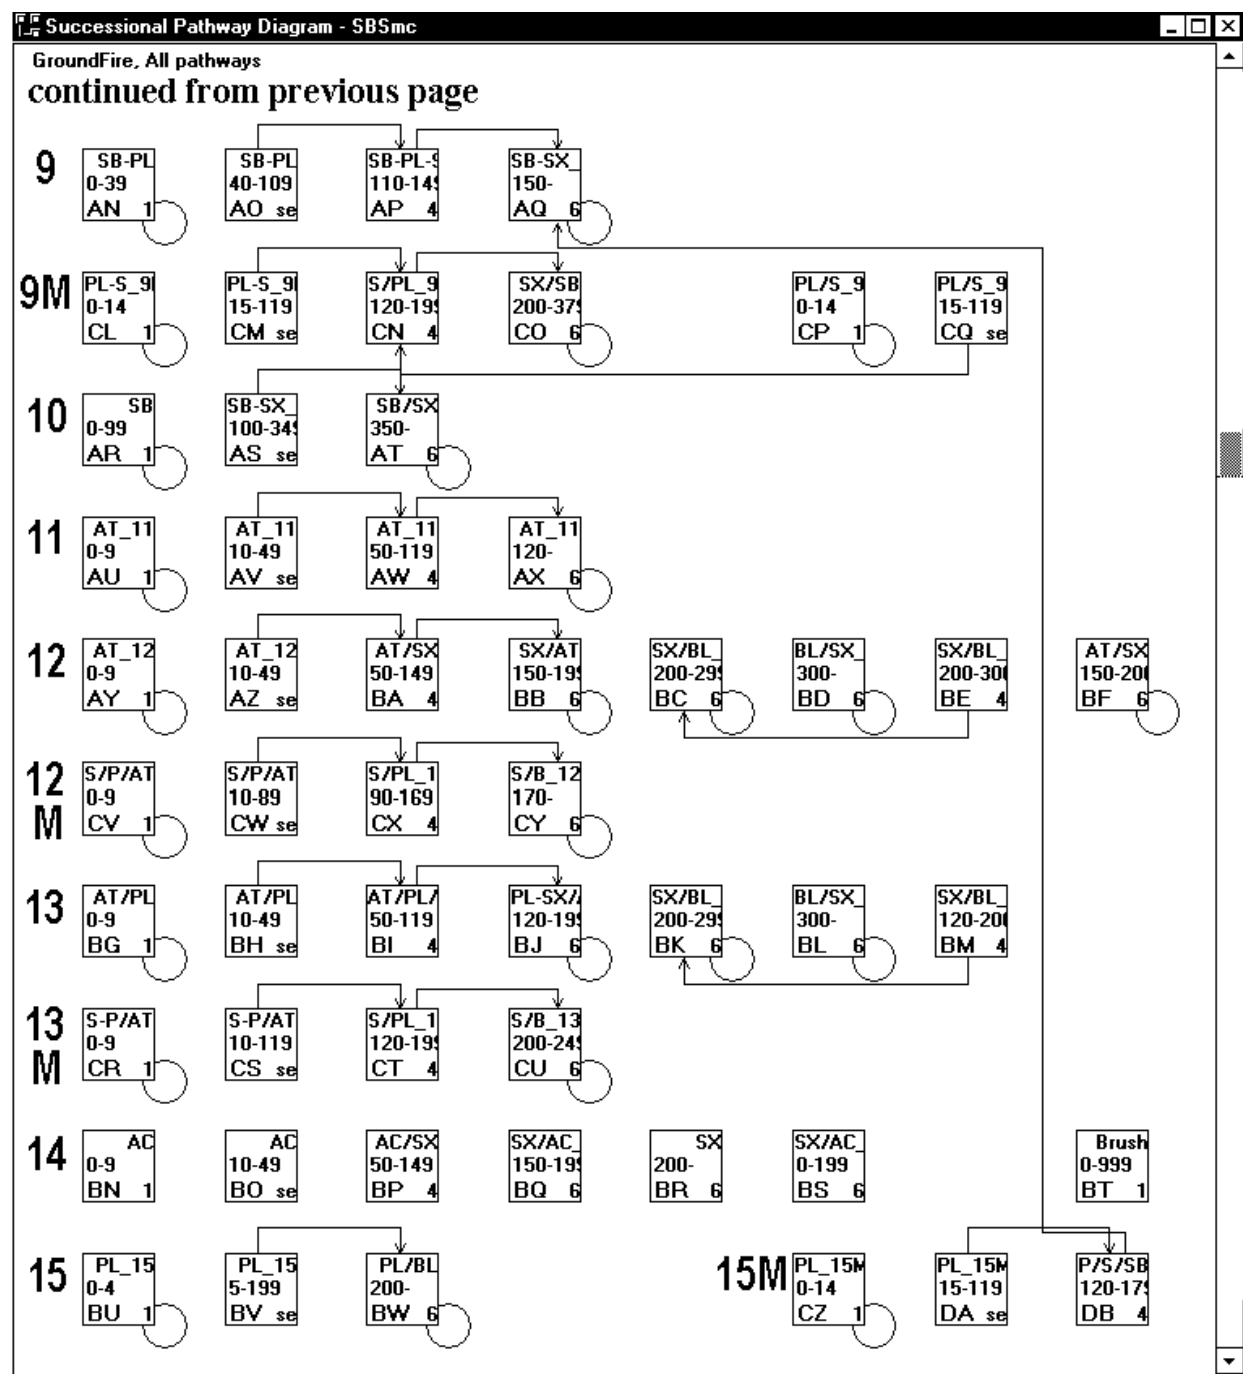 Successional Pathway Diagram - SBSmc
GroundFire, All pathways
continued from previous page
9
SB-PL
0-39
AN 1
SB-PL
40-109
AO se
SB-PL-S
110-149
AP 4
SB-SX_
150-
AQ 6
9M
PL-S_9
0-14
CL 1
PL-S_9
15-119
CM se
S/PL_9
120-199
CN 4
SX/SB
200-379
CO 6
PL/S_9
0-14
CP 1
PL/S_9
15-119
CQ se
10
SB
0-99
AR 1
SB-SX_
100-349
AS se
SB/SX
350-
AT 6
11
AT_11
0-9
AU 1
AT_11
10-49
AV se
AT_11
50-119
AW 4
AT_11
120-
AX 6
12
AT_12
0-9
AY 1
AT_12
10-49
AZ se
AT/SX
50-149
BA 4
SX/AT
150-199
BB 6
SX/BL_
200-299
BC 6
BL/SX_
300-
BD 6
SX/BL_
200-300
BE 4
AT/SX
150-200
BF 6
12
M
S/P/AT
0-9
CV 1
S/P/AT
10-89
CW se
S/PL_1
90-169
CX 4
S/B_12
170-
CY 6
13
AT/PL
0-9
BG 1
AT/PL
10-49
BH se
AT/PL/
50-119
BI 4
PL-SX/
120-199
BJ 6
SX/BL_
200-299
BK 6
BL/SX_
300-
BL 6
SX/BL_
120-200
BM 4
13
M
S-P/AT
0-9
CR 1
S-P/AT
10-119
CS se
S/PL_1
120-199
CT 4
S/B_13
200-249
CU 6
14
AC
0-9
BN 1
AC
10-49
BO se
AC/SX
50-149
BP 4
SX/AC_
150-199
BQ 6
SX
200-
BR 6
SX/AC_
0-199
BS 6
Brush
0-999
BT 1
15
PL_15
0-4
BU 1
PL_15
5-199
BV se
PL/BL
200-
BW 6
15M
PL_15M
0-14
CZ 1
PL_15M
15-119
DA se
P/S/SB
120-179
DB 4